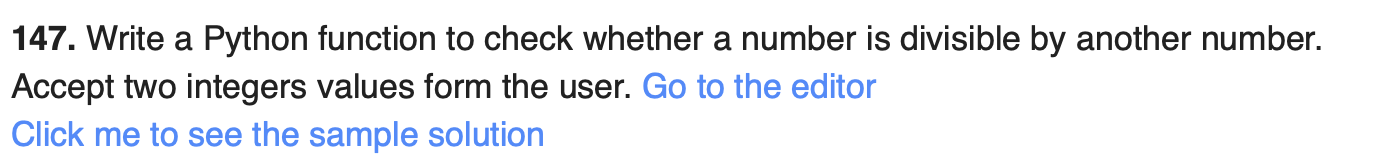 147. Write a Python function to check whether a number is divisible by another number.
Accept two integers values form the user. Go to the editor
Click me to see the sample solution